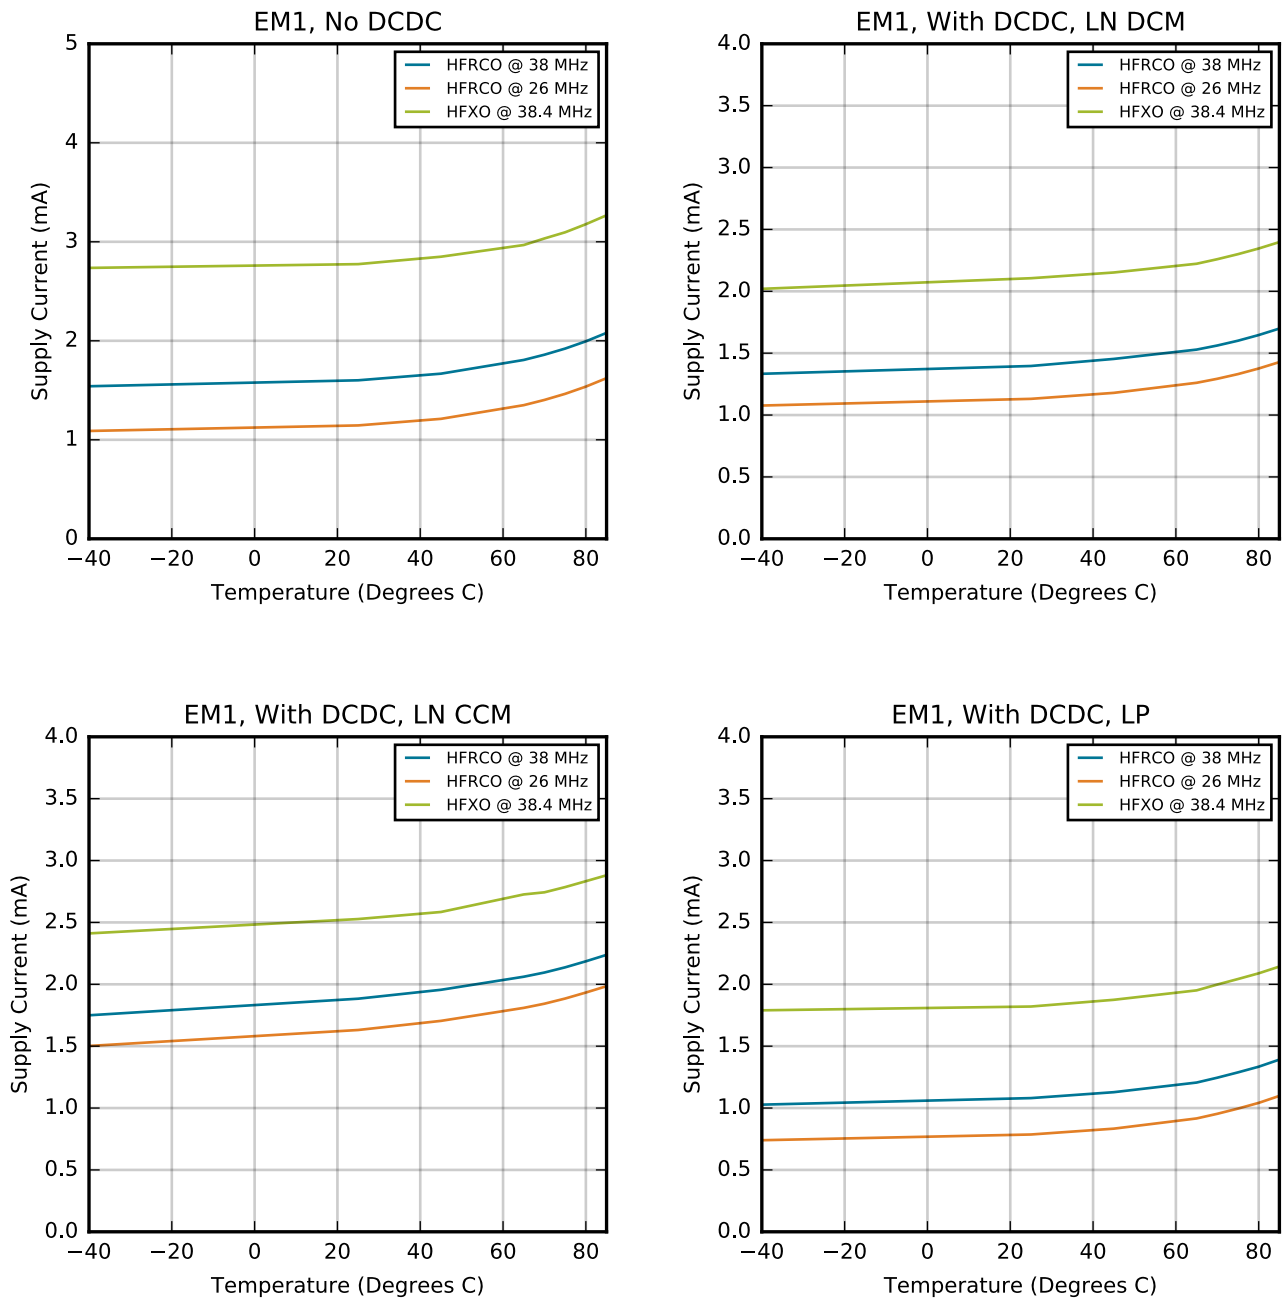 EM1, No DCDC
5
4
3
2
1
0
Supply Current (mA)
HFRCO @ 38 MHz
HFRCO @ 26 MHz
HFXO @ 38.4 MHz
−40 −20 0 20 40 60 80
Temperature (Degrees C)
EM1, With DCDC, LN DCM
4.0
3.5
3.0
2.5
2.0
1.5
1.0
0.5
0.0
Supply Current (mA)
HFRCO @ 38 MHz
HFRCO @ 26 MHz
HFXO @ 38.4 MHz
−40 −20 0 20 40 60 80
Temperature (Degrees C)
EM1, With DCDC, LN CCM
4.0
3.5
3.0
2.5
2.0
1.5
1.0
0.5
0.0
Supply Current (mA)
HFRCO @ 38 MHz
HFRCO @ 26 MHz
HFXO @ 38.4 MHz
−40 −20 0 20 40 60 80
Temperature (Degrees C)
EM1, With DCDC, LP
4.0
3.5
3.0
2.5
2.0
1.5
1.0
0.5
0.0
Supply Current (mA)
HFRCO @ 38 MHz
HFRCO @ 26 MHz
HFXO @ 38.4 MHz
−40 −20 0 20 40 60 80
Temperature (Degrees C)